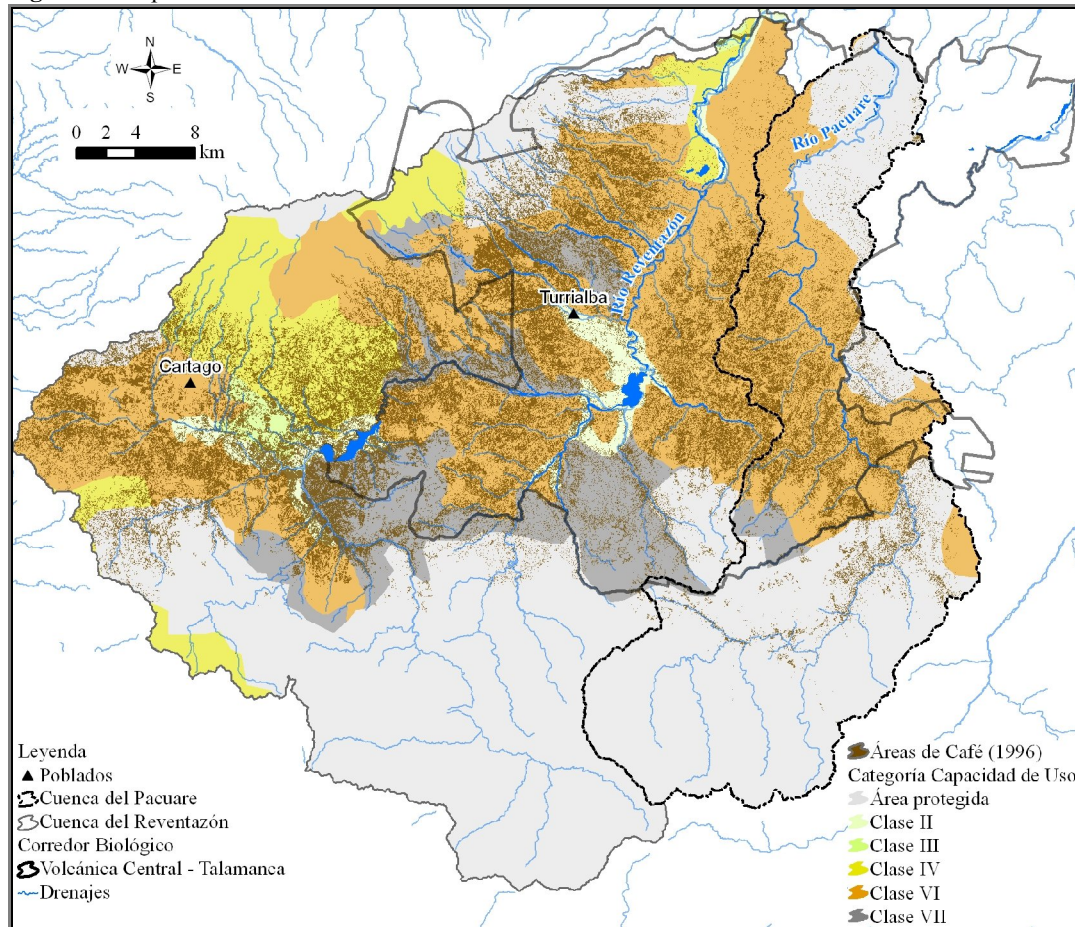 N
W E
S
0 2 4 8
km
Río Pacuare
Río Reventazón
Turrialba
Cartago
Leyenda
Poblados
Cuenca del Pacuare
Cuenca del Reventazón
Corredor Biológico
Volcánica Central - Talamanca
Drenajes
Áreas de Café (1996)
Categoría Capacidad de Uso
Área protegida
Clase II
Clase III
Clase IV
Clase VI
Clase VII